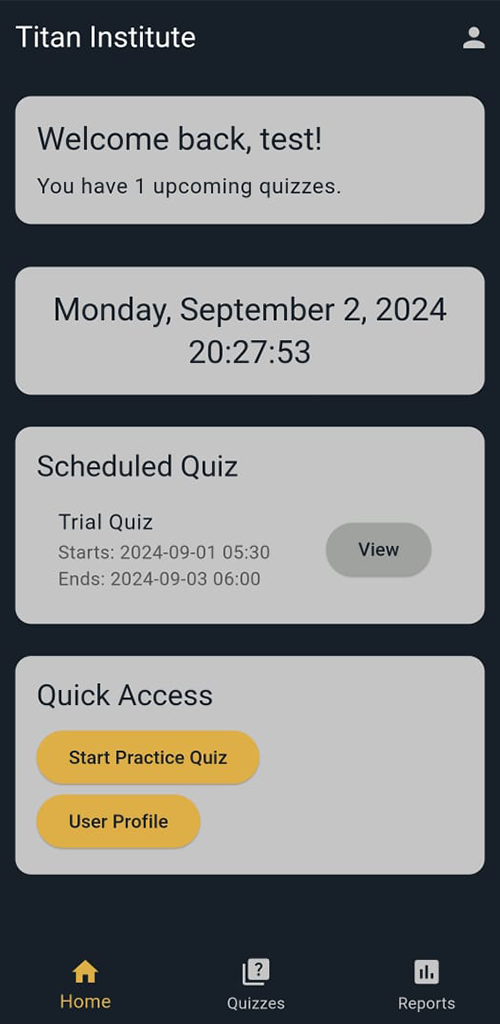 Titan Institute
Welcome back, test!
You have 1 upcoming quizzes.
Monday, September 2, 2024
20:27:53
Scheduled Quiz
Trial Quiz
Starts: 2024-09-01 05:30
View
Ends: 2024-09-03 06:00
Quick Access
Start Practice Quiz
User Profile
?
Home
Quizzes
Reports